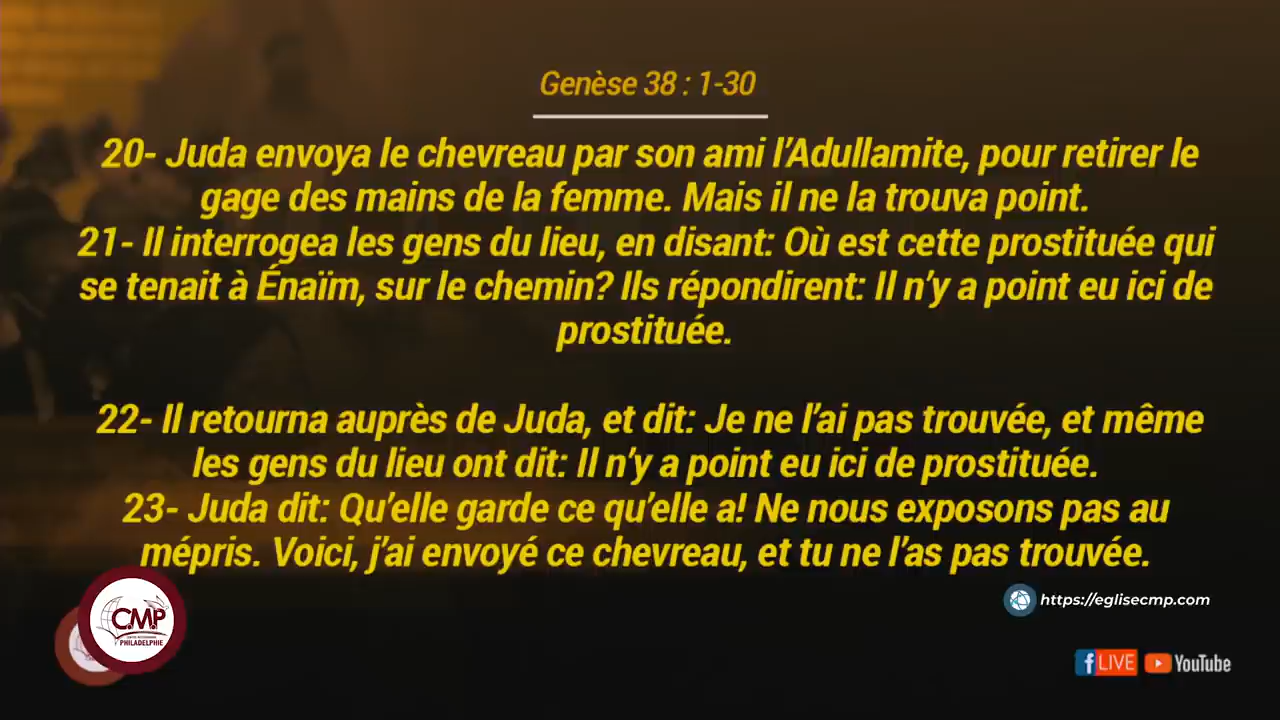 Genèse 38 : 1-30
20- Juda envoya le chevreau par son ami l’Adullamite, pour retirer le
gage des mains de la femme. Mais il ne la trouva point.
21- Il interrogea les gens du lieu, en disant: Où est cette prostituée qui
se tenait à Énaïm, sur le chemin? Ils répondirent: Il n’y a point eu ici de
prostituée.
22- Il retourna auprès de Juda, et dit: Je ne l’ai pas trouvée, et même
les gens du lieu ont dit: Il n’y a point eu ici de prostituée.
23- Juda dit: Qu’elle garde ce qu’elle a! Ne nous exposons pas au
mépris. Voici, j’ai envoyé ce chevreau, et tu ne l’as pas trouvée.
https://eglisecmp.com
C.M.P
PHILADELPHIE
f LIVE YouTube